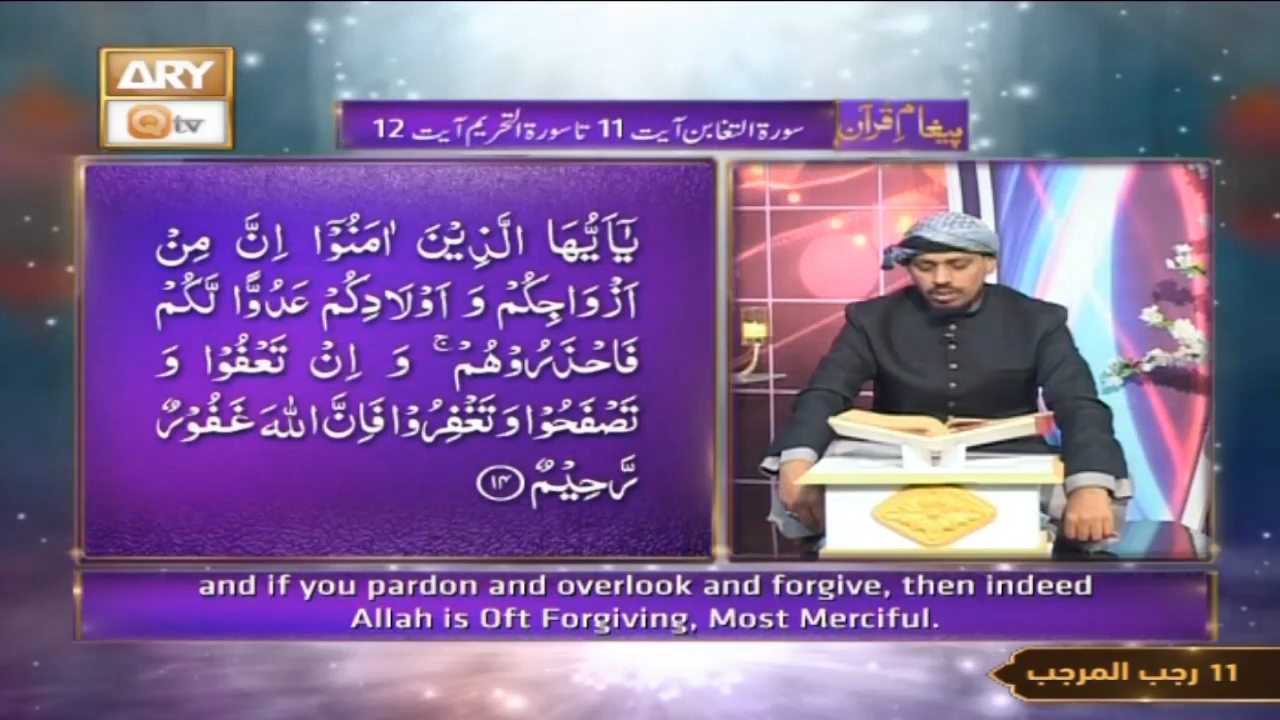 ARY
Qtv
پیغامِ قرآن
سورۃ التغابن آیت 11 تا سورۃ التحریم آیت 12
یٰۤاَیُّهَا الَّذِیْنَ اٰمَنُوْۤا اِنَّ مِنْ
اَزْوَاجِكُمْ وَ اَوْلَادِكُمْ عَدُوًّا لَّكُمْ
فَاحْذَرُوْهُمْ ۚ وَ اِنْ تَعْفُوْا وَ
تَصْفَحُوْا وَ تَغْفِرُوْا فَاِنَّ اللّٰهَ غَفُوْرٌ
رَّحِیْمٌ ۝۱۴
and if you pardon and overlook and forgive, then indeed
Allah is Oft Forgiving, Most Merciful.
11 رجب المرجب